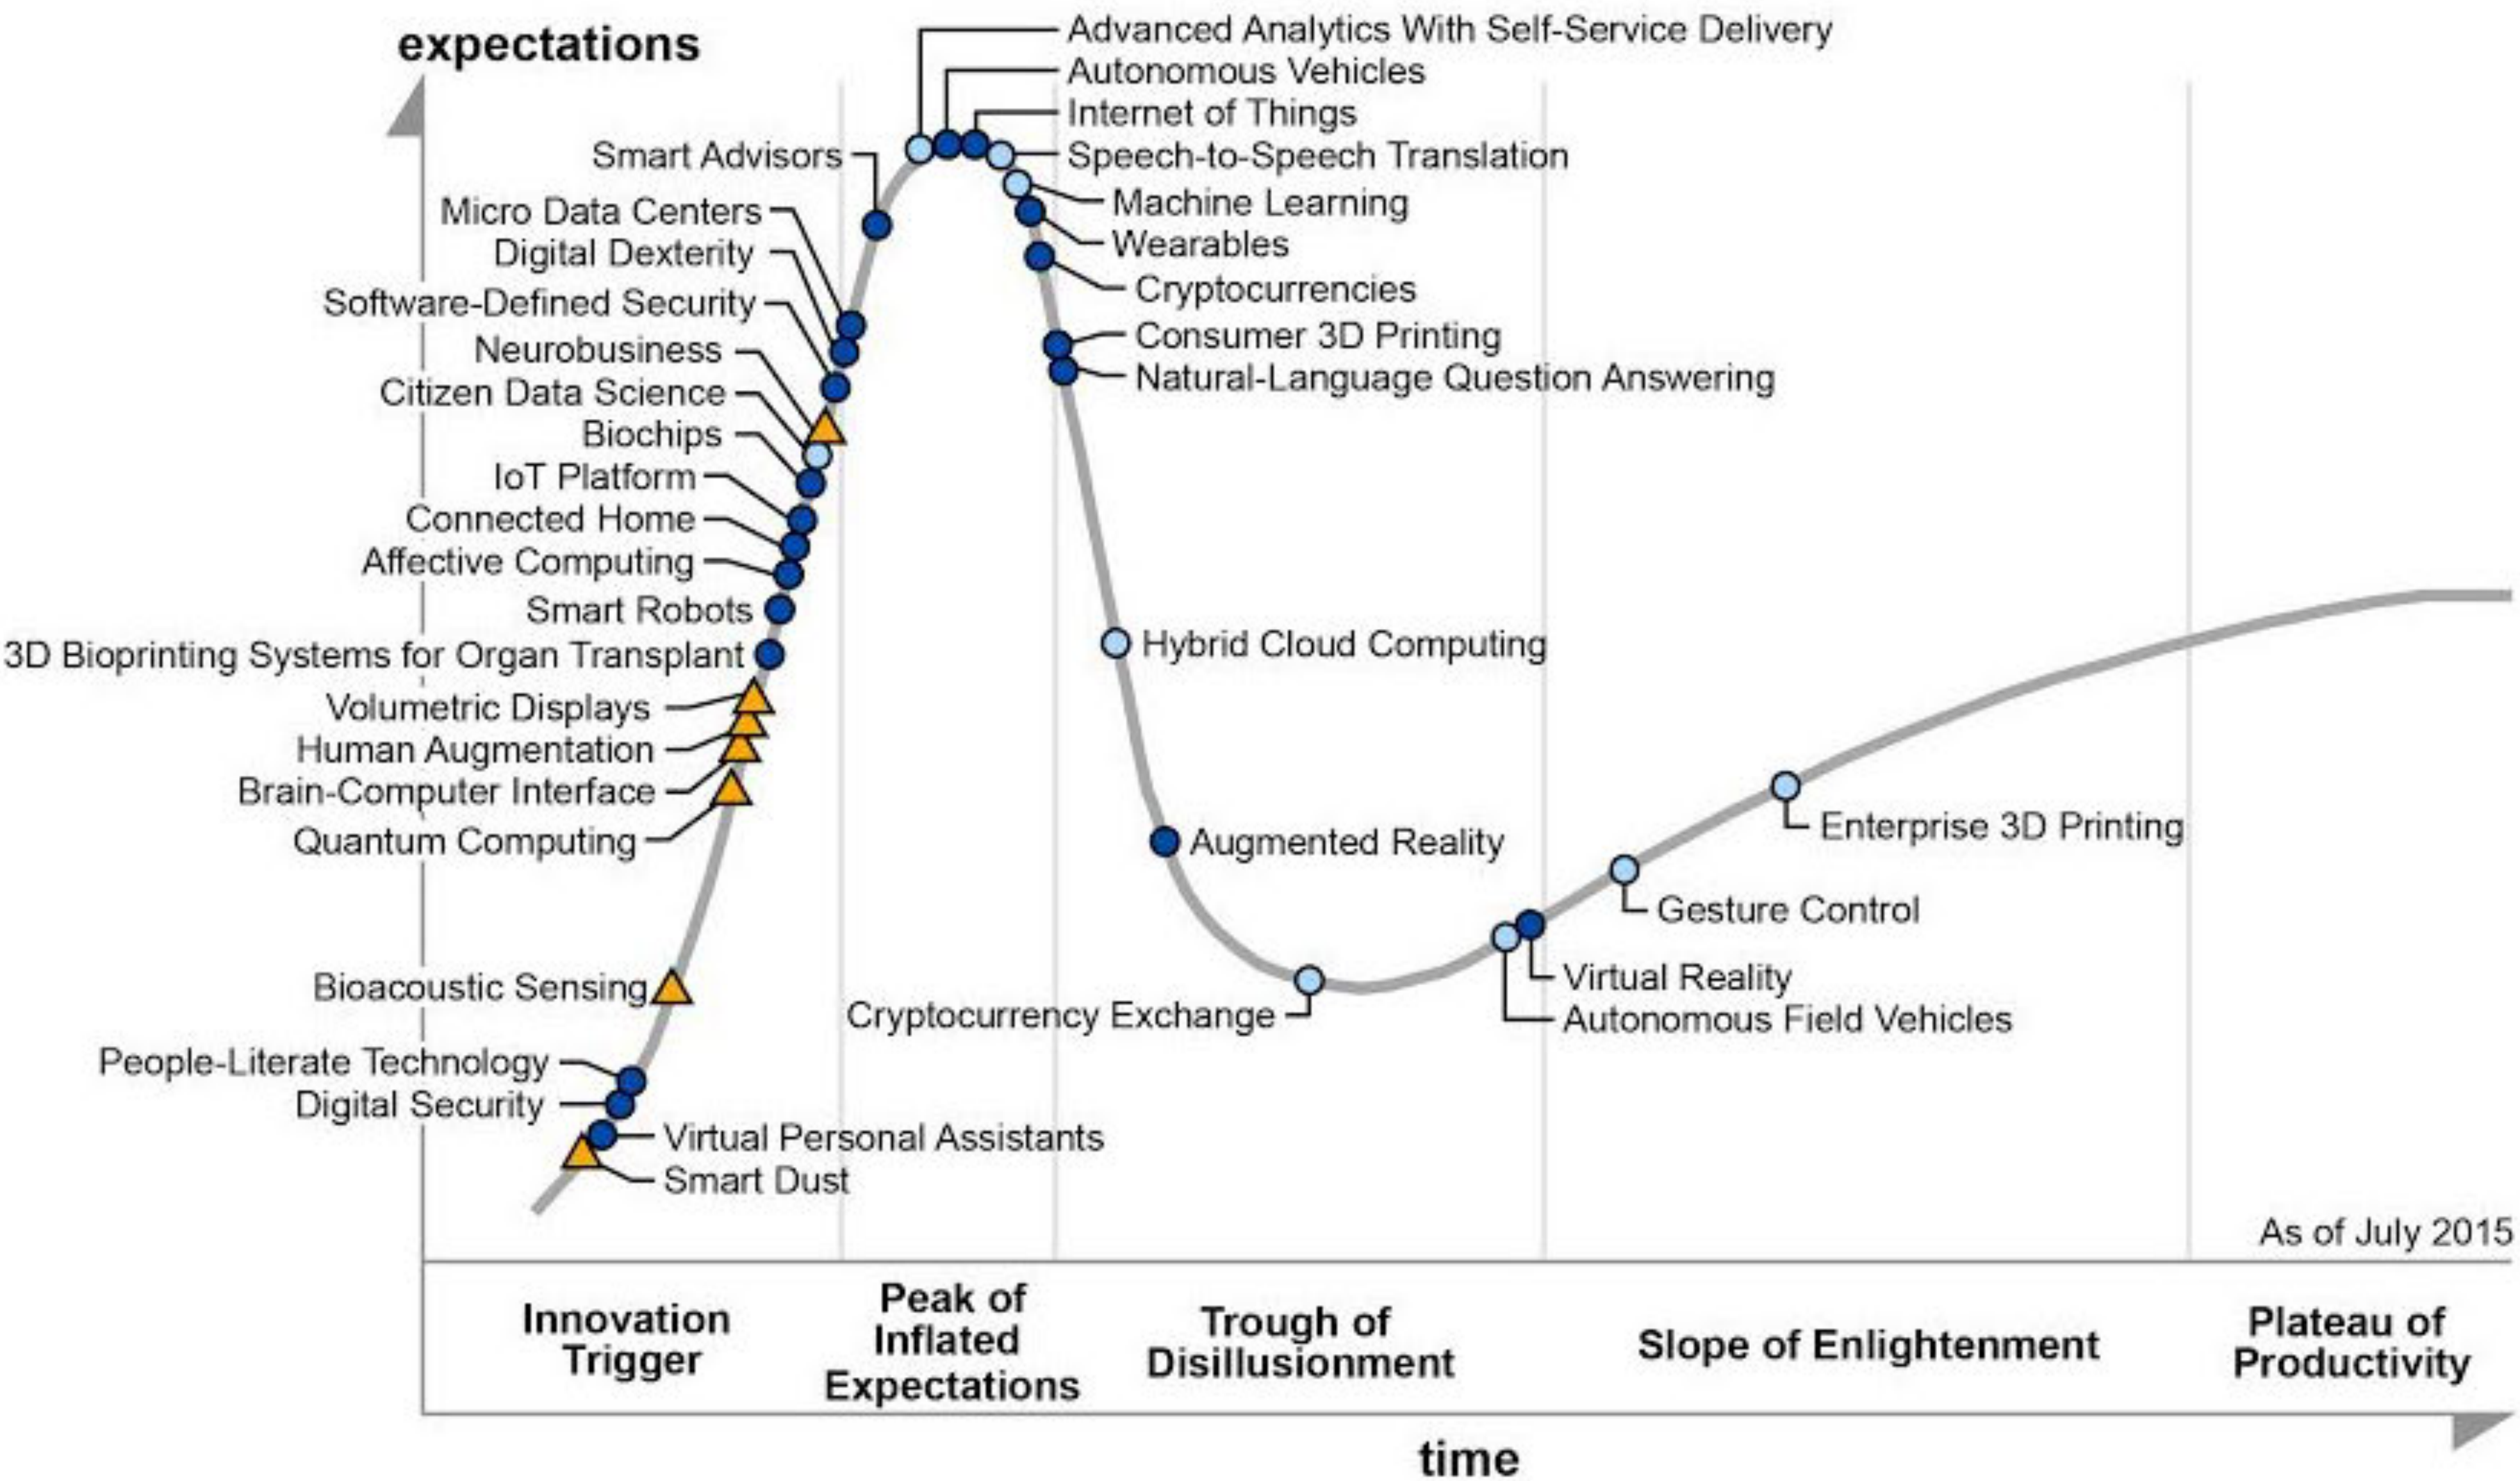 expectations
Advanced Analytics With Self-Service Delivery
Autonomous Vehicles
Internet of Things
Speech-to-Speech Translation
Machine Learning
Wearables
Cryptocurrencies
Consumer 3D Printing
Natural-Language Question Answering
Smart Advisors
Micro Data Centers
Digital Dexterity
Software-Defined Security
Neurobusiness
Citizen Data Science
Biochips
IoT Platform
Connected Home
Affective Computing
Smart Robots
3D Bioprinting Systems for Organ Transplant
Volumetric Displays
Human Augmentation
Brain-Computer Interface
Quantum Computing
Bioacoustic Sensing
People-Literate Technology
Digital Security
Virtual Personal Assistants
Smart Dust
Hybrid Cloud Computing
Augmented Reality
Cryptocurrency Exchange
Enterprise 3D Printing
Gesture Control
Virtual Reality
Autonomous Field Vehicles
As of July 2015
Innovation
Trigger
Peak of
Inflated
Expectations
Trough of
Disillusionment
Slope of Enlightenment
Plateau of
Productivity
time